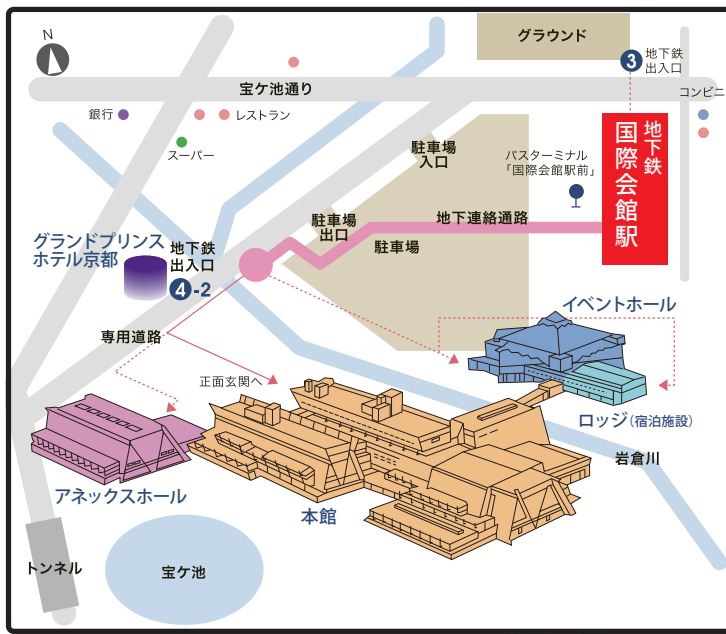 N
グラウンド
3
地下鉄
出入口
宝ケ池通り
コンビニ
銀行
レストラン
スーパー
駐車場
入口
バスターミナル
「国際会館駅前」
地下鉄
国際会館駅
駐車場
出口
地下連絡通路
駐車場
グランドプリンス
ホテル京都
地下鉄
出入口
4-2
イベントホール
専用道路
正面玄関へ
ロッジ(宿泊施設)
岩倉川
アネックスホール
本館
トンネル
宝ケ池